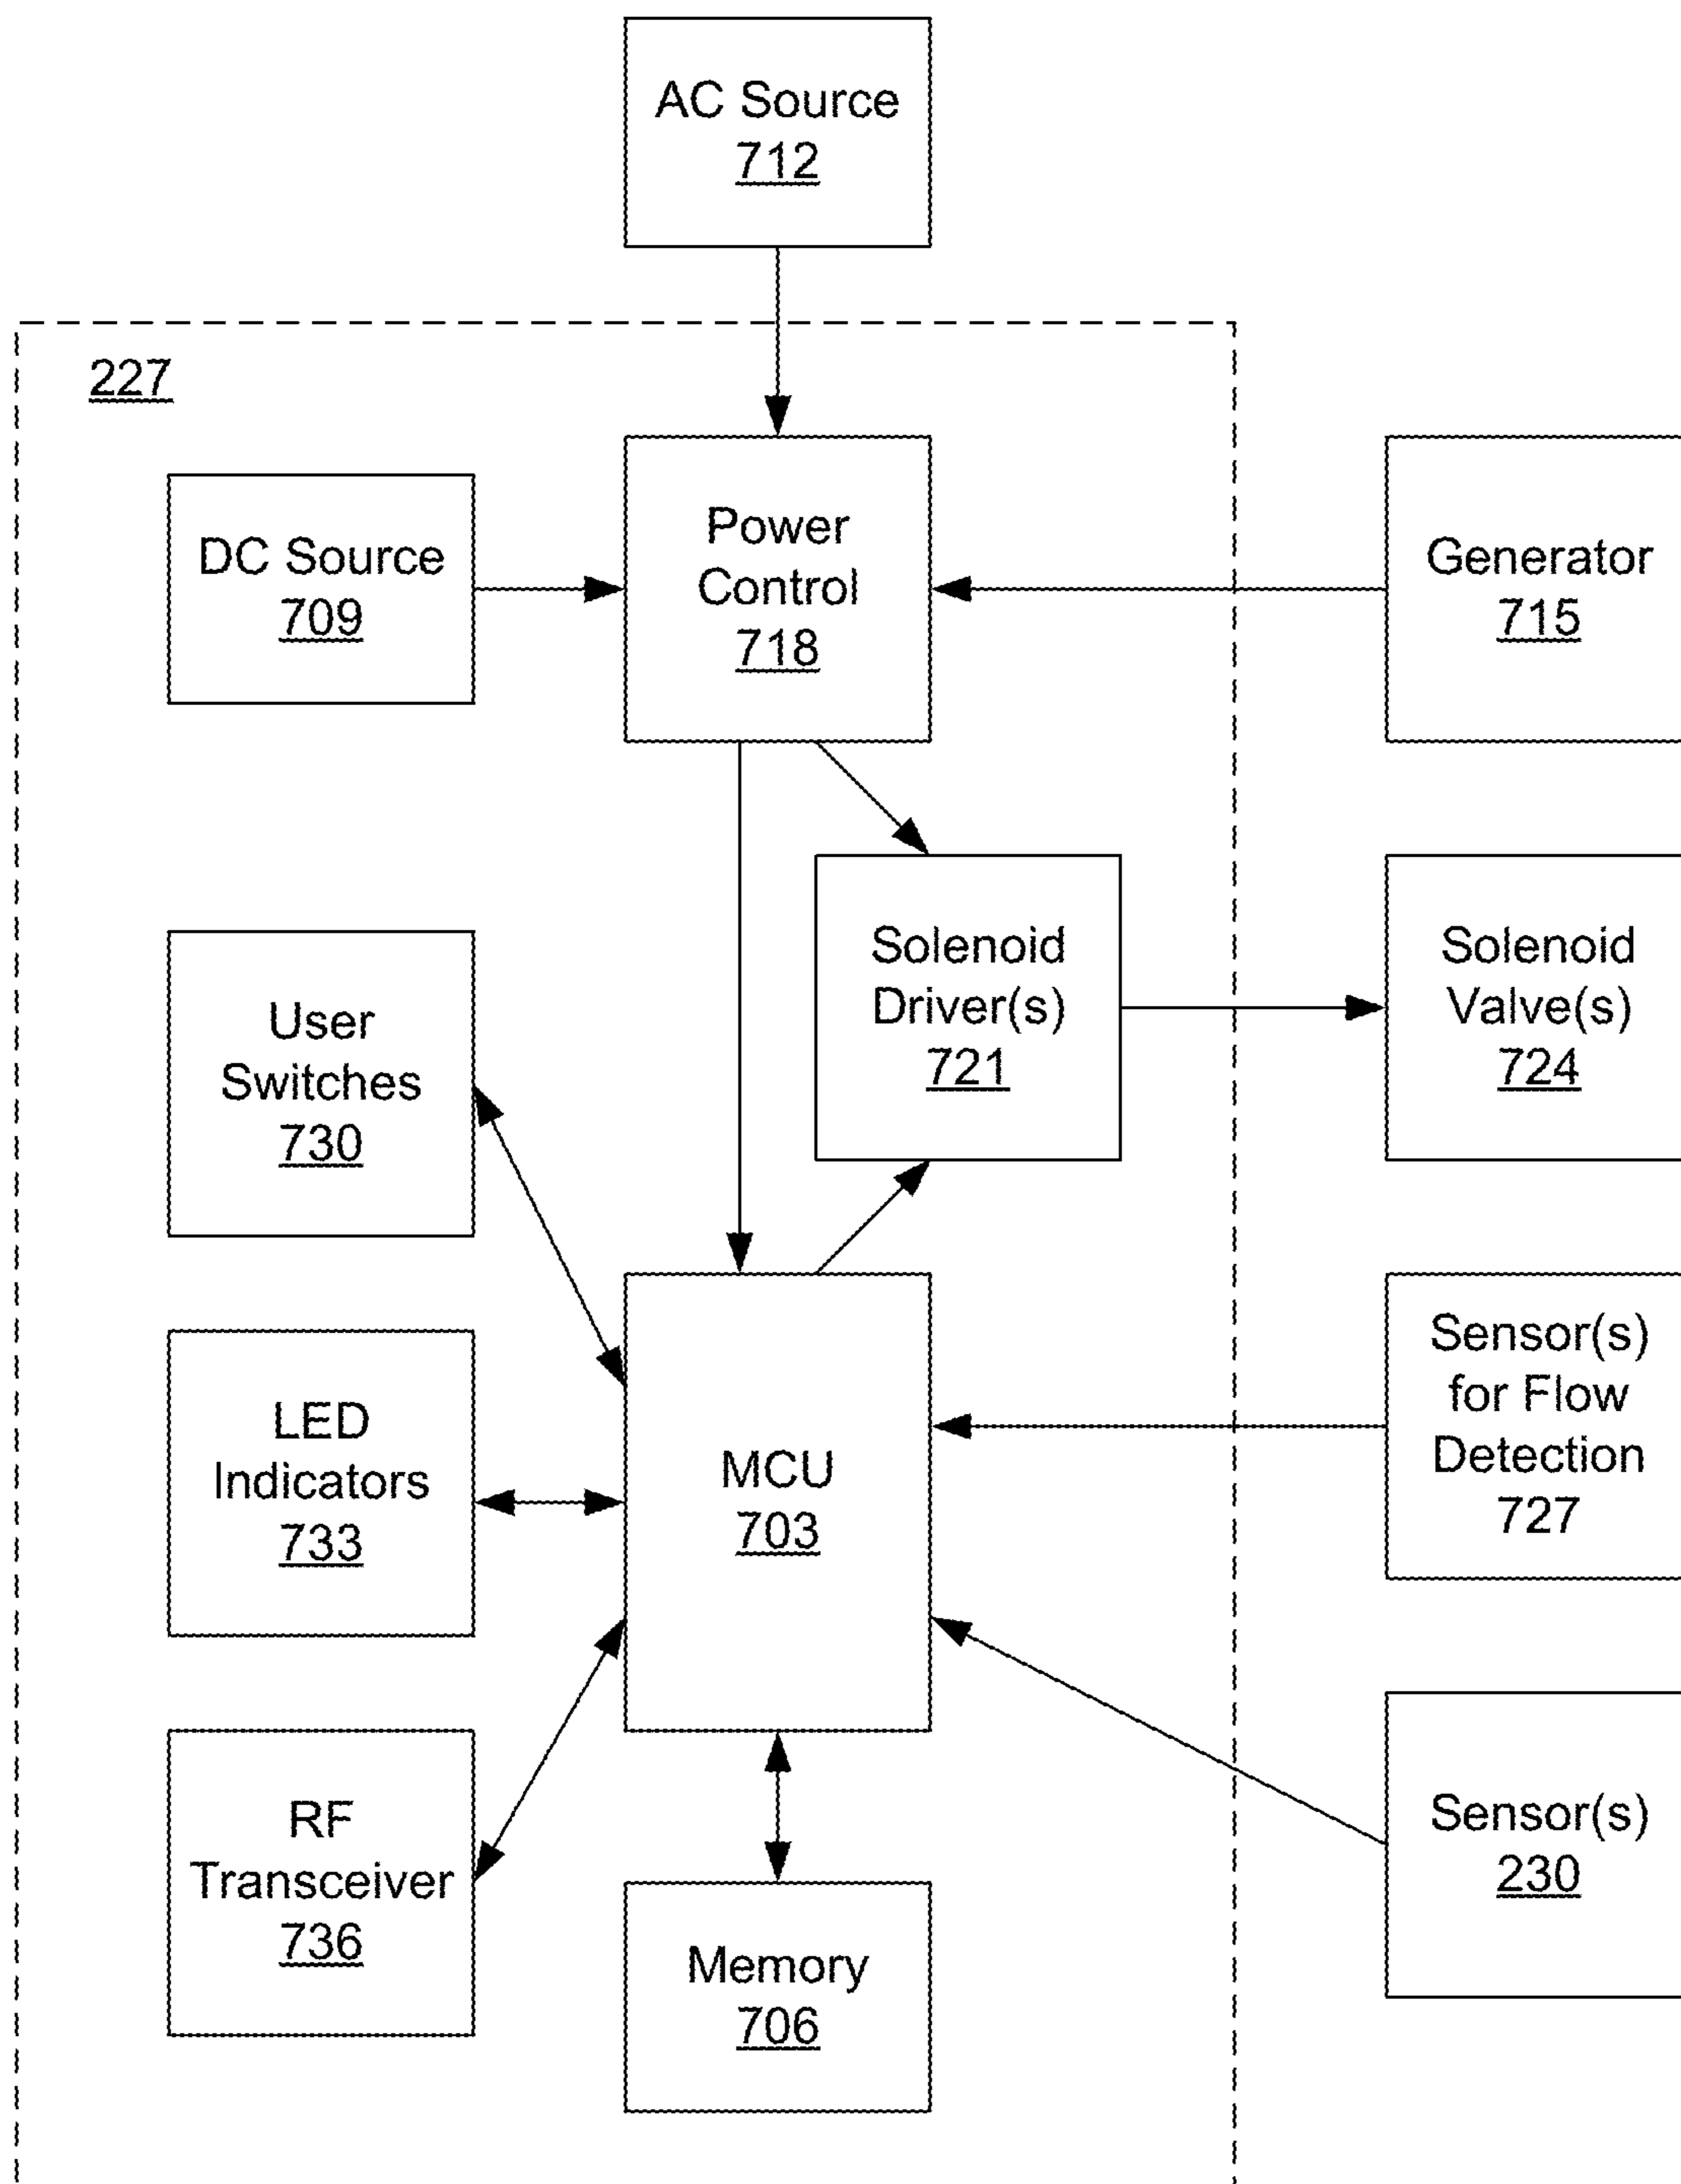 AC Source
712
227
DC Source
709
Power
Control
718
Generator
715
Solenoid
Driver(s)
721
Solenoid
Valve(s)
724
User
Switches
730
LED
Indicators
733
MCU
703
Sensor(s)
for Flow
Detection
727
RF
Transceiver
736
Memory
706
Sensor(s)
230